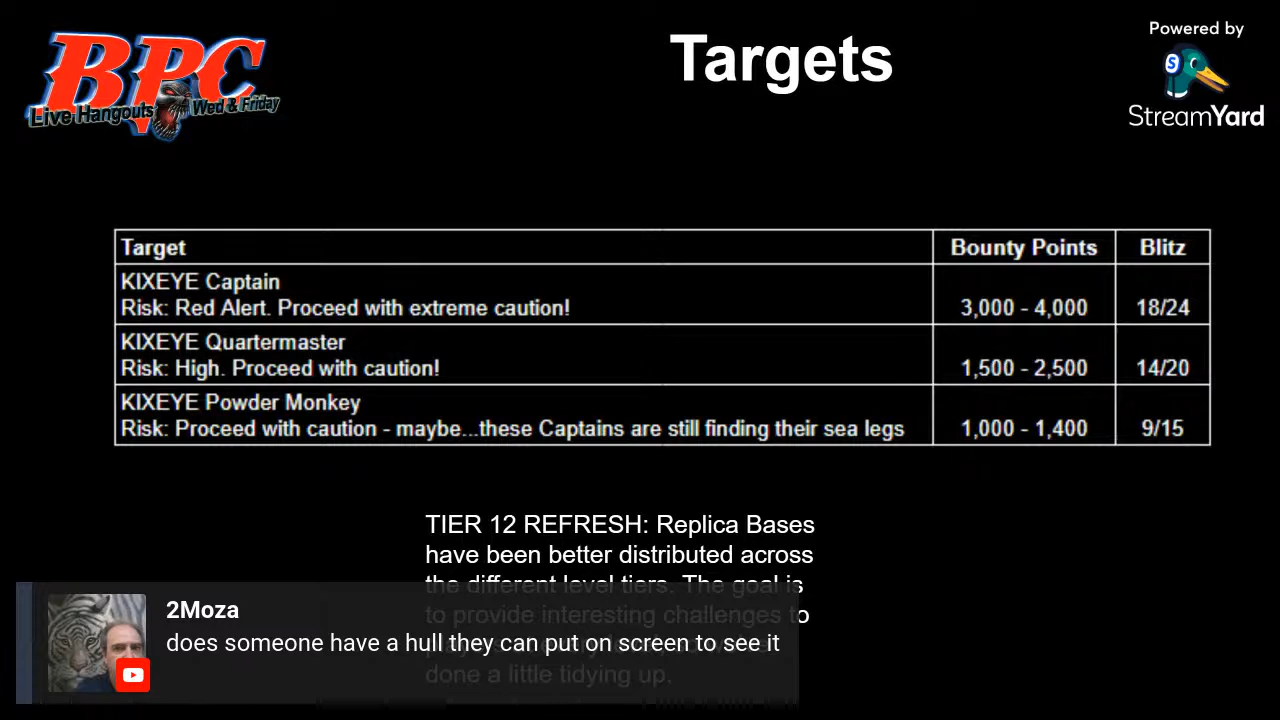 BPC
Live Hangouts Wed & Friday
Targets
Powered by
S
StreamYard
Target Bounty Points Blitz
KIXEYE Captain
Risk: Red Alert. Proceed with extreme caution! 3,000 - 4,000 18/24
KIXEYE Quartermaster
Risk: High. Proceed with caution! 1,500 - 2,500 14/20
KIXEYE Powder Monkey
Risk: Proceed with caution - maybe...these Captains are still finding their sea legs 1,000 - 1,400 9/15
TIER 12 REFRESH: Replica Bases
have been better distributed across
the different level tiers. The goal is
to provide interesting challenges to
done a little tidying up.
2Moza
does someone have a hull they can put on screen to see it